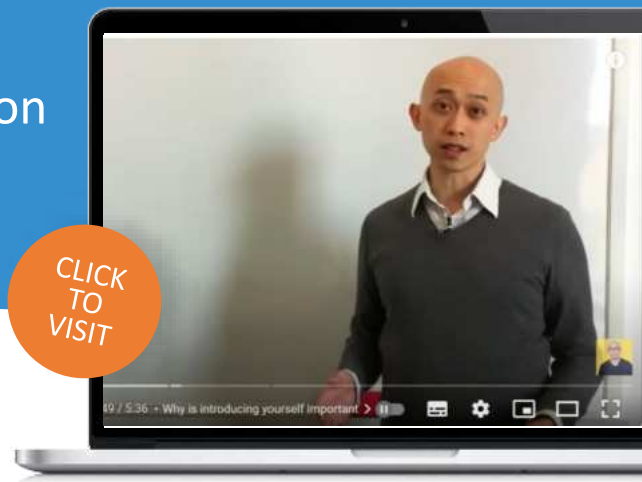 on
CLICK
TO
VISIT
49 / 5:36 • Why is introducing yourself Important >